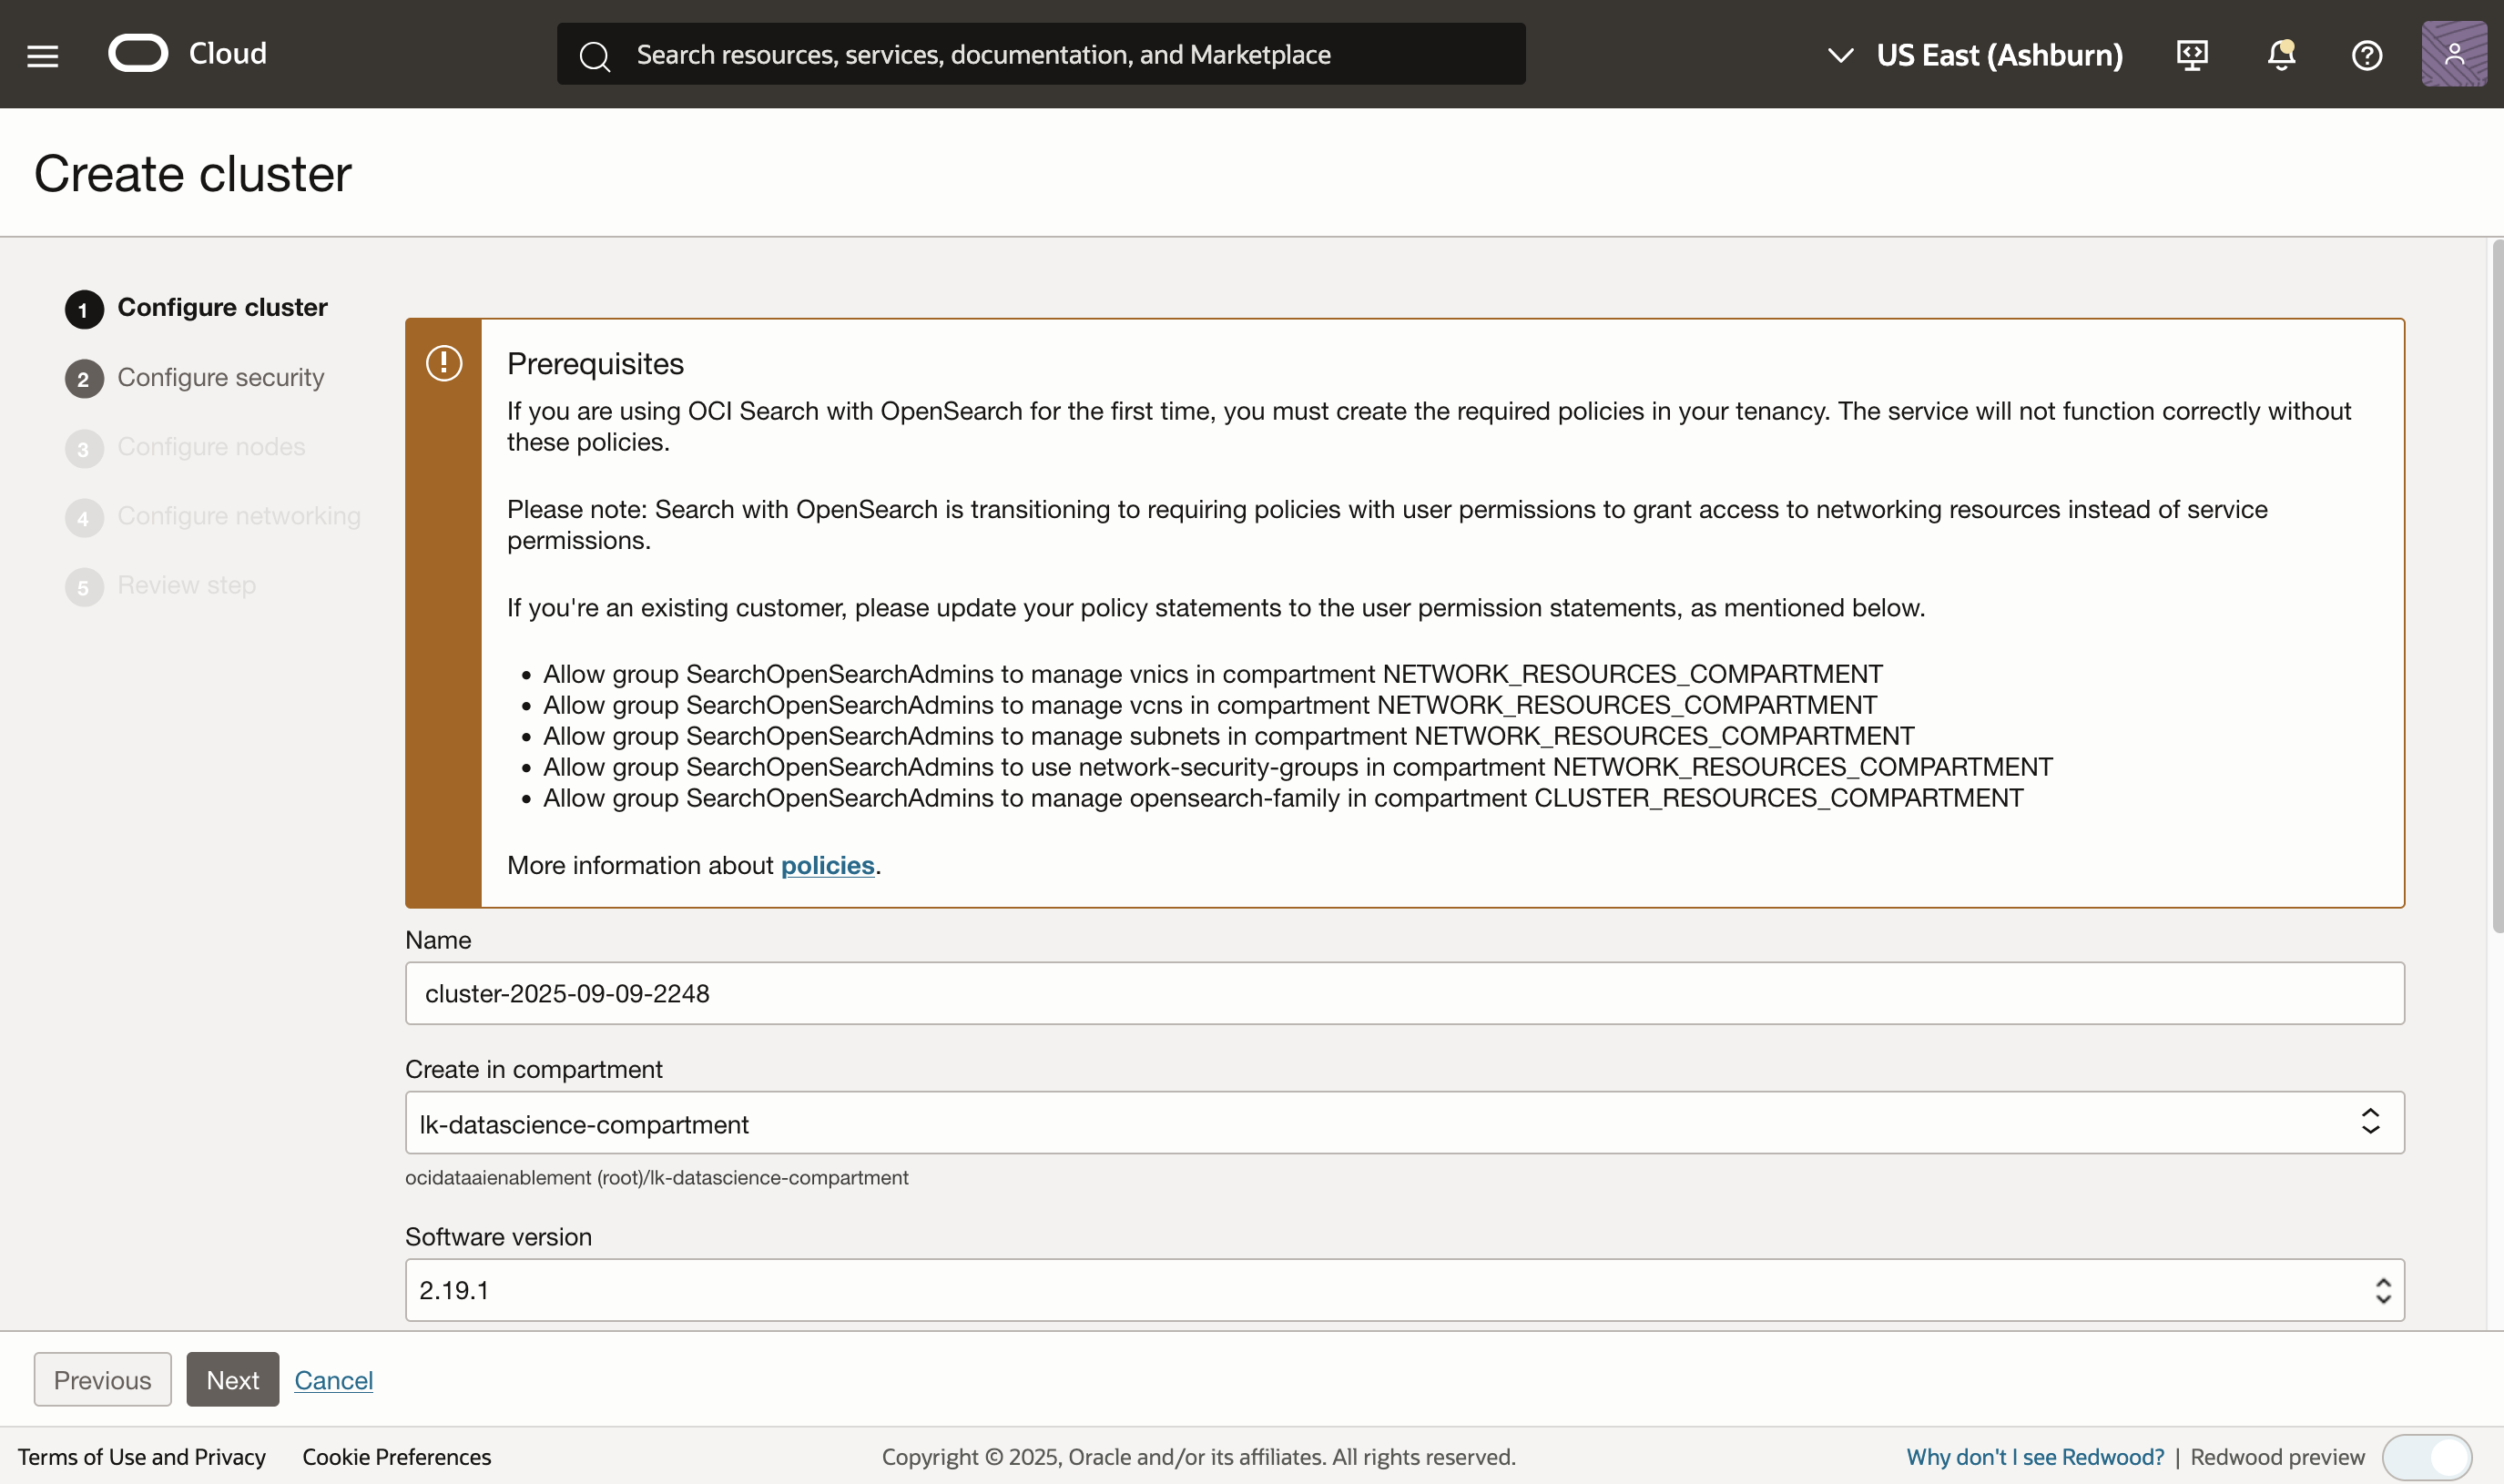 Cloud
Search resources, services, documentation, and Marketplace
US East (Ashburn)
Create cluster
1 Configure cluster
2 Configure security
3 Configure nodes
4 Configure networking
5 Review step
Prerequisites
If you are using OCI Search with OpenSearch for the first time, you must create the required policies in your tenancy. The service will not function correctly without
these policies.
Please note: Search with OpenSearch is transitioning to requiring policies with user permissions to grant access to networking resources instead of service
permissions.
If you're an existing customer, please update your policy statements to the user permission statements, as mentioned below.
• Allow group SearchOpenSearchAdmins to manage vnics in compartment NETWORK_RESOURCES_COMPARTMENT
• Allow group SearchOpenSearchAdmins to manage vcns in compartment NETWORK_RESOURCES_COMPARTMENT
• Allow group SearchOpenSearchAdmins to manage subnets in compartment NETWORK_RESOURCES_COMPARTMENT
• Allow group SearchOpenSearchAdmins to use network-security-groups in compartment NETWORK_RESOURCES_COMPARTMENT
• Allow group SearchOpenSearchAdmins to manage opensearch-family in compartment CLUSTER_RESOURCES_COMPARTMENT
More information about policies.
Name
cluster-2025-09-09-2248
Create in compartment
lk-datascience-compartment
ocidataaienablement (root)/lk-datascience-compartment
Software version
2.19.1
Previous Next Cancel
Terms of Use and Privacy Cookie Preferences Copyright © 2025, Oracle and/or its affiliates. All rights reserved. Why don't I see Redwood? | Redwood preview